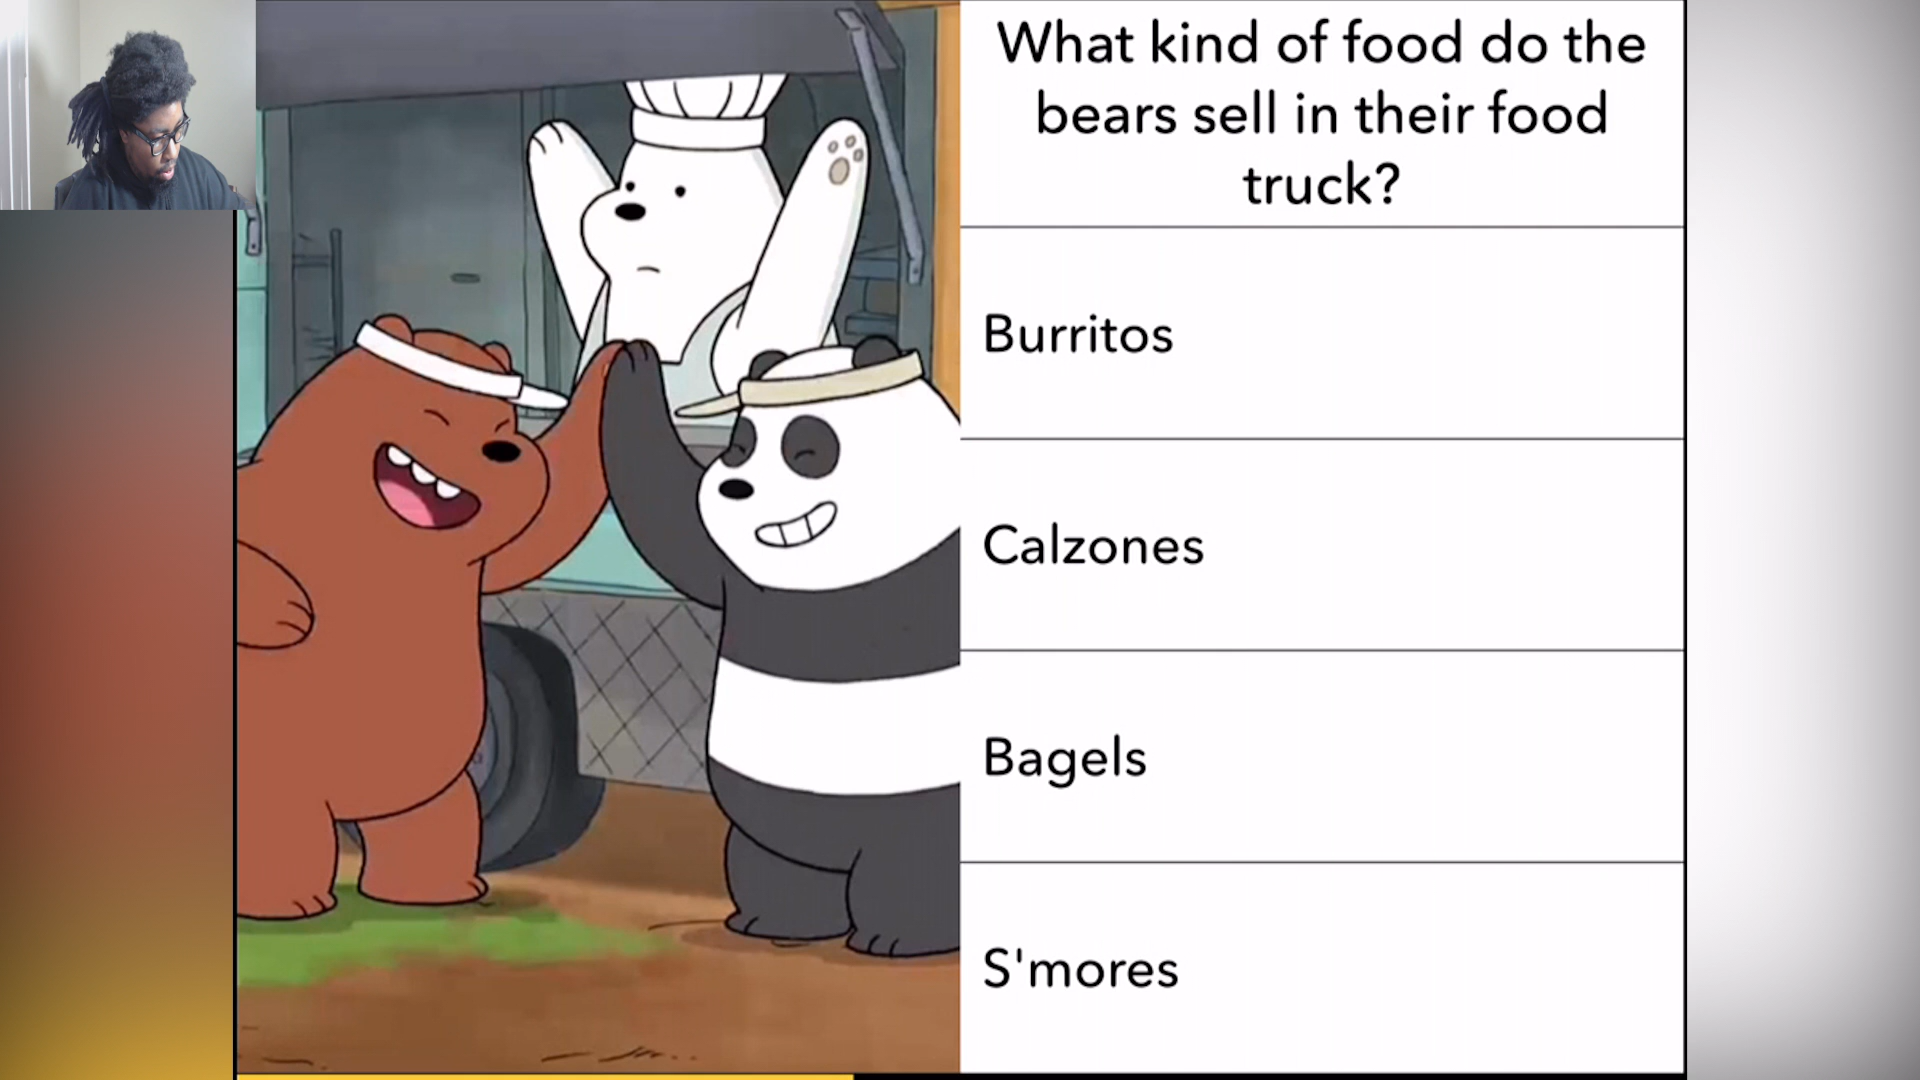 What kind of food do the
bears sell in their food
truck?
Burritos
Calzones
Bagels
S'mores